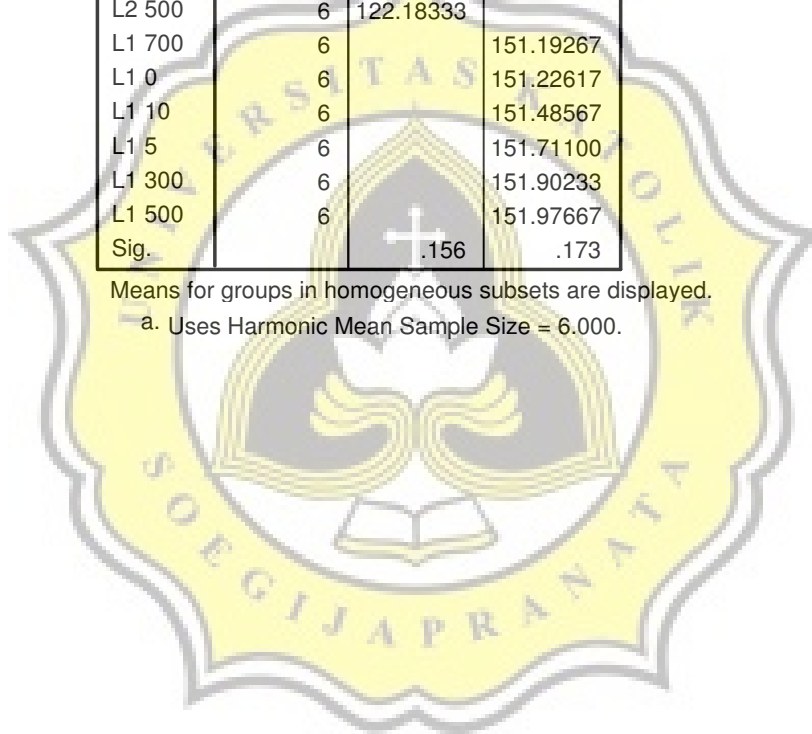 L2 500 6 122.18333
L1 700 6 151.19267
L1 0 6 151.22617
L1 10 6 151.48567
L1 5 6 151.71100
L1 300 6 151.90233
L1 500 6 151.97667
Sig. .156 .173
Means for groups in homogeneous subsets are displayed.
a. Uses Harmonic Mean Sample Size = 6.000.
UNIVERSITAS KATOLIK
SOEGIJAPRANATA